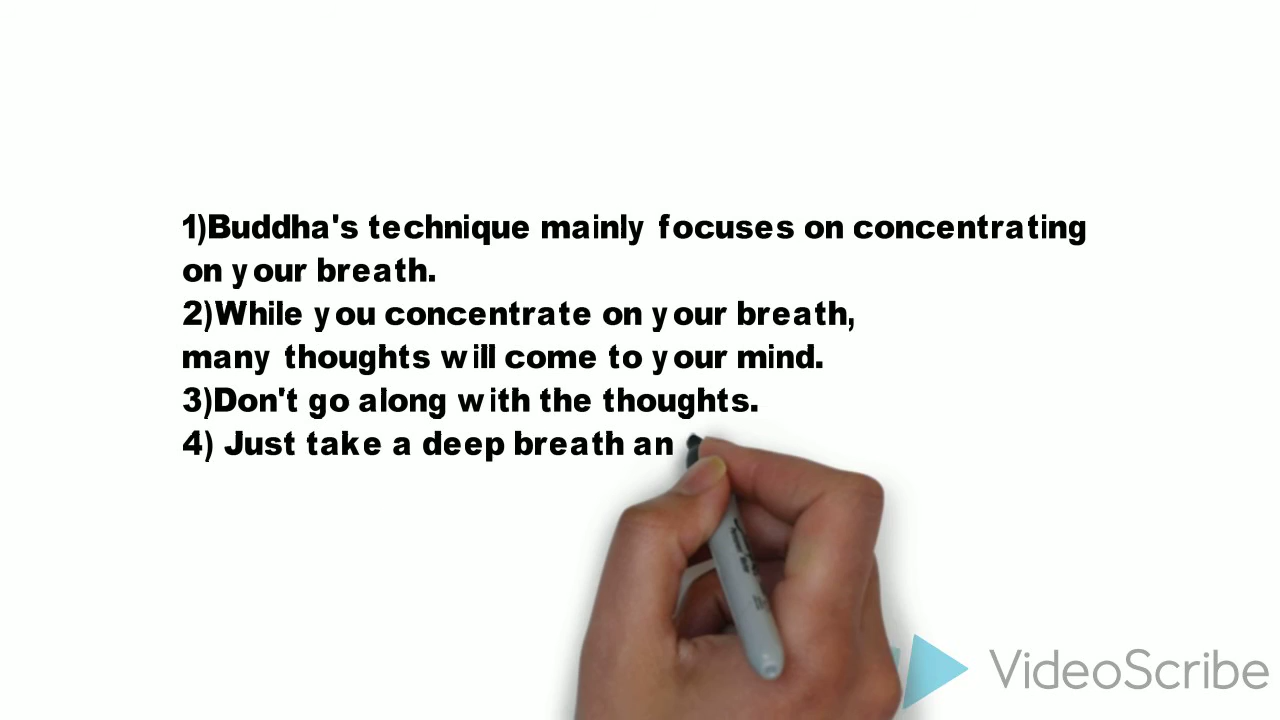 1)Buddha's technique mainly focuses on concentrating
on your breath.
2)While you concentrate on your breath,
many thoughts will come to your mind.
3)Don't go along with the thoughts.
4) Just take a deep breath an
VideoScribe